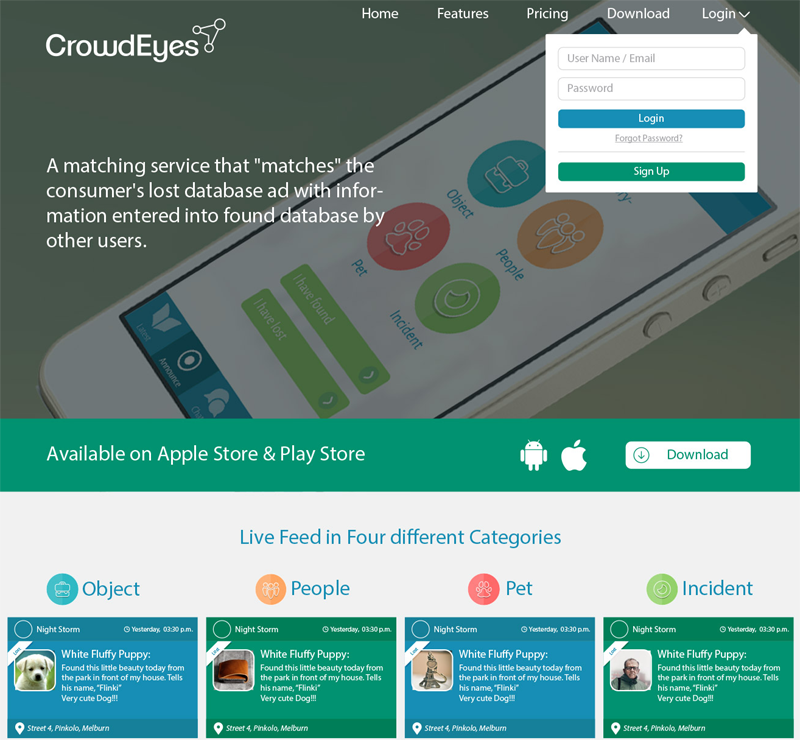 Home Features Pricing Download Login
CrowdEyes
User Name / Email
Password
Login
Forgot Password?
Sign Up
A matching service that "matches" the
consumer's lost database ad with infor-
mation entered into found database by
other users.
Object
People
Pet
Incident
I have found
I have lost
Latest
Announce
Available on Apple Store & Play Store
Download
Live Feed in Four different Categories
Object
People
Pet
Incident
Night Storm Yesterday, 03:30 p.m.
White Fluffy Puppy:
Found this little beauty today from
the park in front of my house. Tells
his name, “Flinki”
Very cute Dog!!!
Street 4, Pinkolo, Melburn
Night Storm Yesterday, 03:30 p.m.
White Fluffy Puppy:
Found this little beauty today from
the park in front of my house. Tells
his name, “Flinki”
Very cute Dog!!!
Street 4, Pinkolo, Melburn
Night Storm Yesterday, 03:30 p.m.
White Fluffy Puppy:
Found this little beauty today from
the park in front of my house. Tells
his name, “Flinki”
Very cute Dog!!!
Street 4, Pinkolo, Melburn
Night Storm Yesterday, 03:30 p.m.
White Fluffy Puppy:
Found this little beauty today from
the park in front of my house. Tells
his name, “Flinki”
Very cute Dog!!!
Street 4, Pinkolo, Melburn